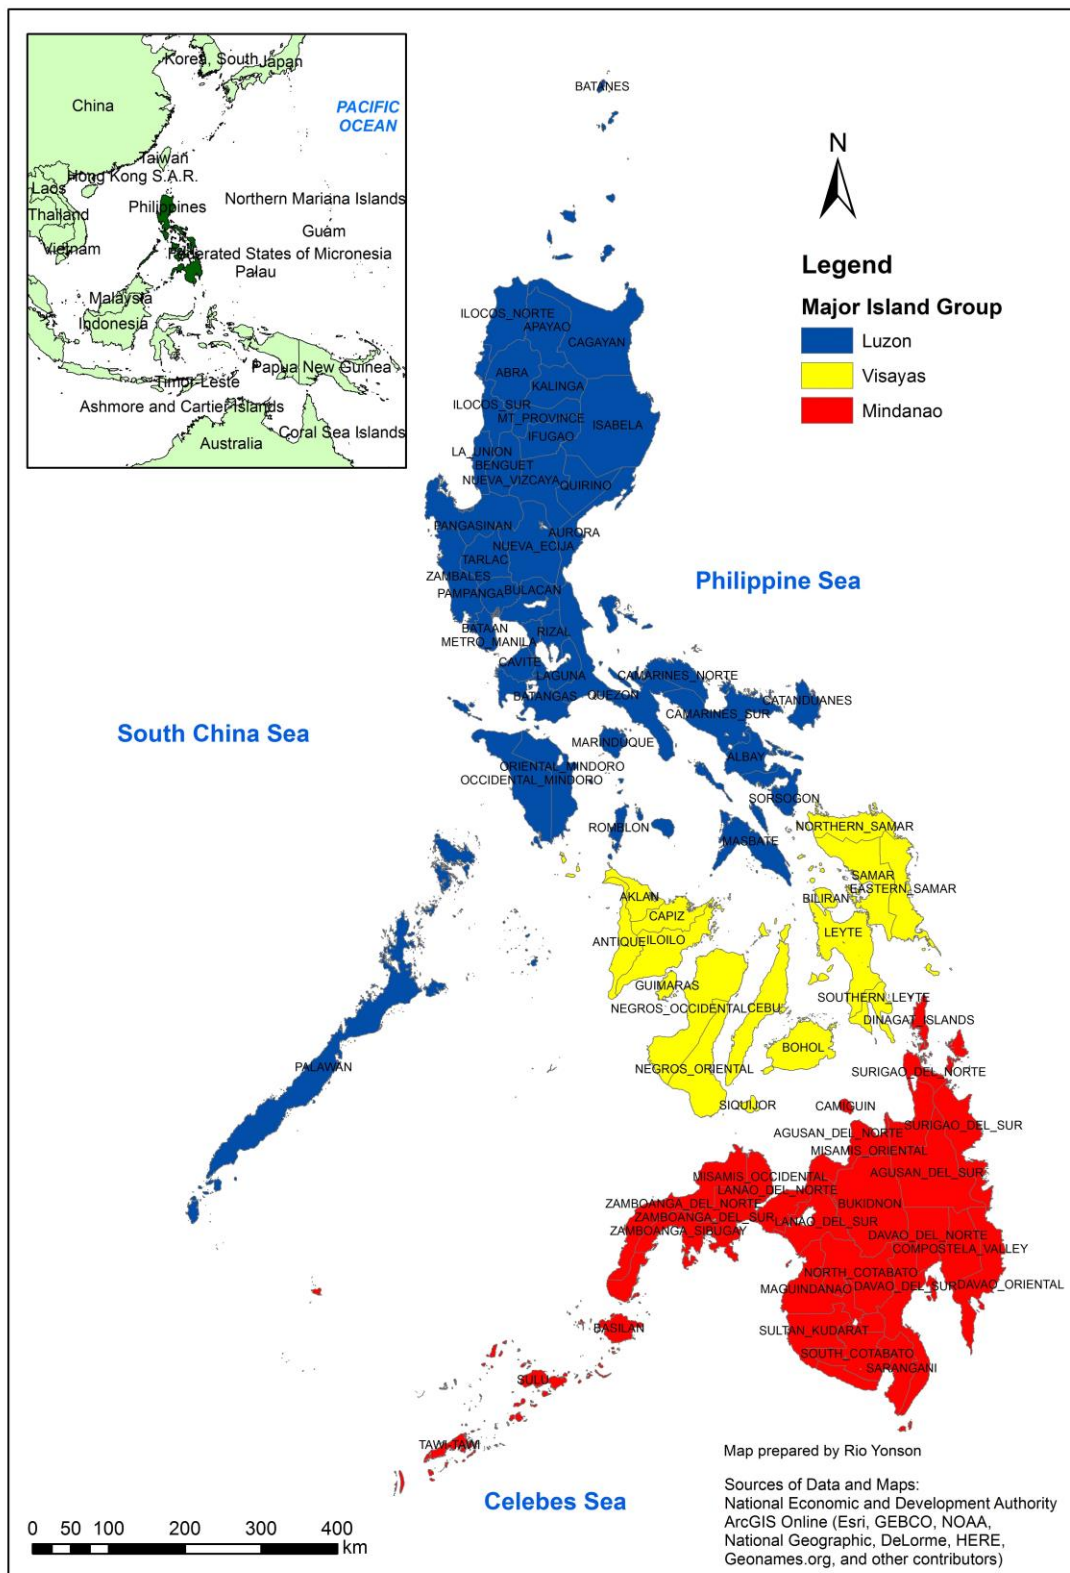 Korea, South
Japan
China
PACIFIC
OCEAN
Taiwan
Hong Kong S.A.R.
Laos
Northern Mariana Islands
Philippines
Thailand
Guam
Vietnam
Federated States of Micronesia
Palau
Malaysia
Indonesia
Papua New Guinea
Timor-Leste
Ashmore and Cartier Islands
Australia
Coral Sea Islands
N
Legend
Major Island Group
Luzon
Visayas
Mindanao
BATANES
ILOCOS_NORTE
APAYAO
CAGAYAN
ABRA
KALINGA
ILOCOS_SUR
MT_PROVINCE
ISABELA
IFUGAO
LA_UNION
BENGUET
NUEVA_VIZCAYA
QUIRINO
PANGASINAN
AURORA
NUEVA_ECIJA
TARLAC
ZAMBALES
PAMPANGA
BULACAN
Philippine Sea
BATAAN
RIZAL
METRO_MANILA
CAVITE
LAGUNA
CAMARINES_NORTE
BATANGAS
QUEZON
CATANDUANES
CAMARINES_SUR
South China Sea
MARINDUQUE
ALBAY
ORIENTAL_MINDORO
OCCIDENTAL_MINDORO
SORSOGON
ROMBLON
NORTHERN_SAMAR
MASBATE
SAMAR
EASTERN_SAMAR
AKLAN
BILIRAN
CAPIZ
LEYTE
ANTIQUE
ILOILO
GUIMARAS
SOUTHERN_LEYTE
NEGROS_OCCIDENTAL
CEBU
DINAGAT_ISLANDS
BOHOL
PALAWAN
NEGROS_ORIENTAL
SURIGAO_DEL_NORTE
SIQUIJOR
CAMIGUIN
SURIGAO_DEL_SUR
AGUSAN_DEL_NORTE
MISAMIS_ORIENTAL
AGUSAN_DEL_SUR
MISAMIS_OCCIDENTAL
LANAO_DEL_NORTE
ZAMBOANGA_DEL_NORTE
BUKIDNON
ZAMBOANGA_DEL_SUR
LANAO_DEL_SUR
ZAMBOANGA_SIBUGAY
DAVAO_DEL_NORTE
COMPOSTELA_VALLEY
NORTH_COTABATO
MAGUINDANAO
DAVAO_DEL_SUR
DAVAO_ORIENTAL
BASILAN
SULTAN_KUDARAT
SOUTH_COTABATO
SARANGANI
SULU
TAWI_TAWI
Celebes Sea
Map prepared by Rio Yonson
Sources of Data and Maps:
National Economic and Development Authority
ArcGIS Online (Esri, GEBCO, NOAA,
National Geographic, DeLorme, HERE,
Geonames.org, and other contributors)
0 50 100 200 300 400
km